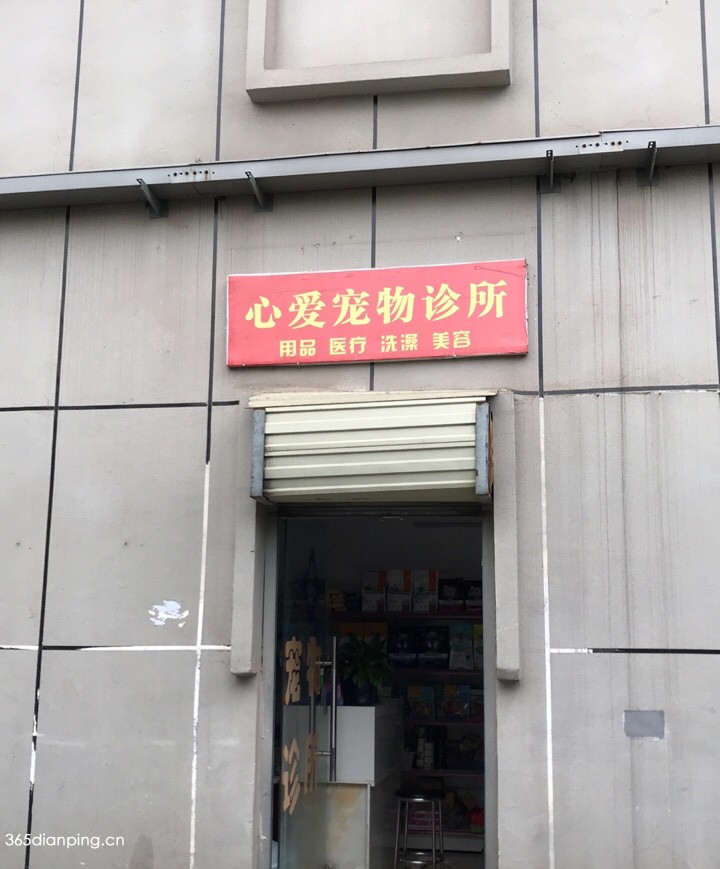 心爱宠物诊所
用品 医疗 洗澡 美容
宠物
诊所
365dianping.cn